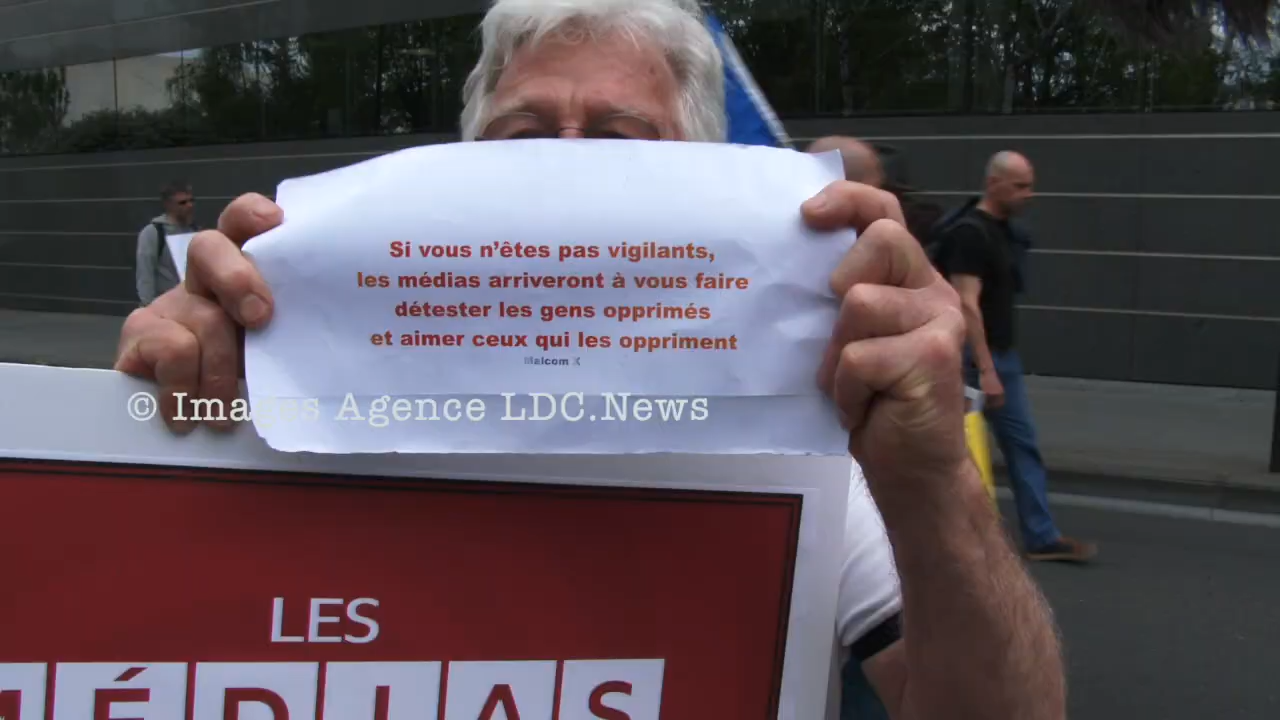 Si vous n'êtes pas vigilants,
les médias arriveront à vous faire
détester les gens opprimés
et aimer ceux qui les oppriment
Malcom X
© Images Agence LDC.News
LES
MÉDIAS